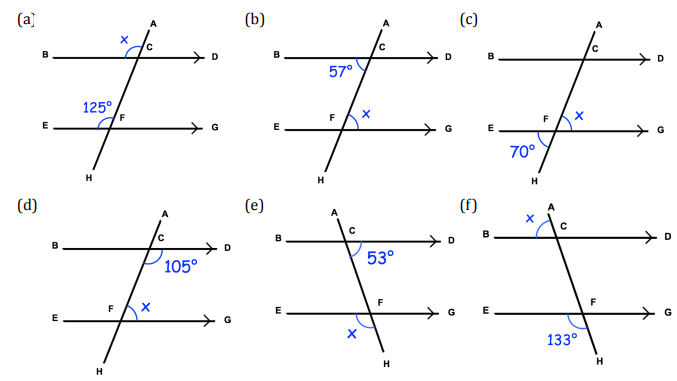 (a)
A
x
C
B
D
125°
F
E
G
H
(b)
A
C
B
D
57°
F
x
E
G
H
(c)
A
C
B
D
F
x
E
G
70°
H
(d)
A
C
B
D
105°
F
x
E
G
H
(e)
A
C
B
D
53°
F
E
G
x
H
(f)
A
x
C
B
D
F
E
G
133°
H